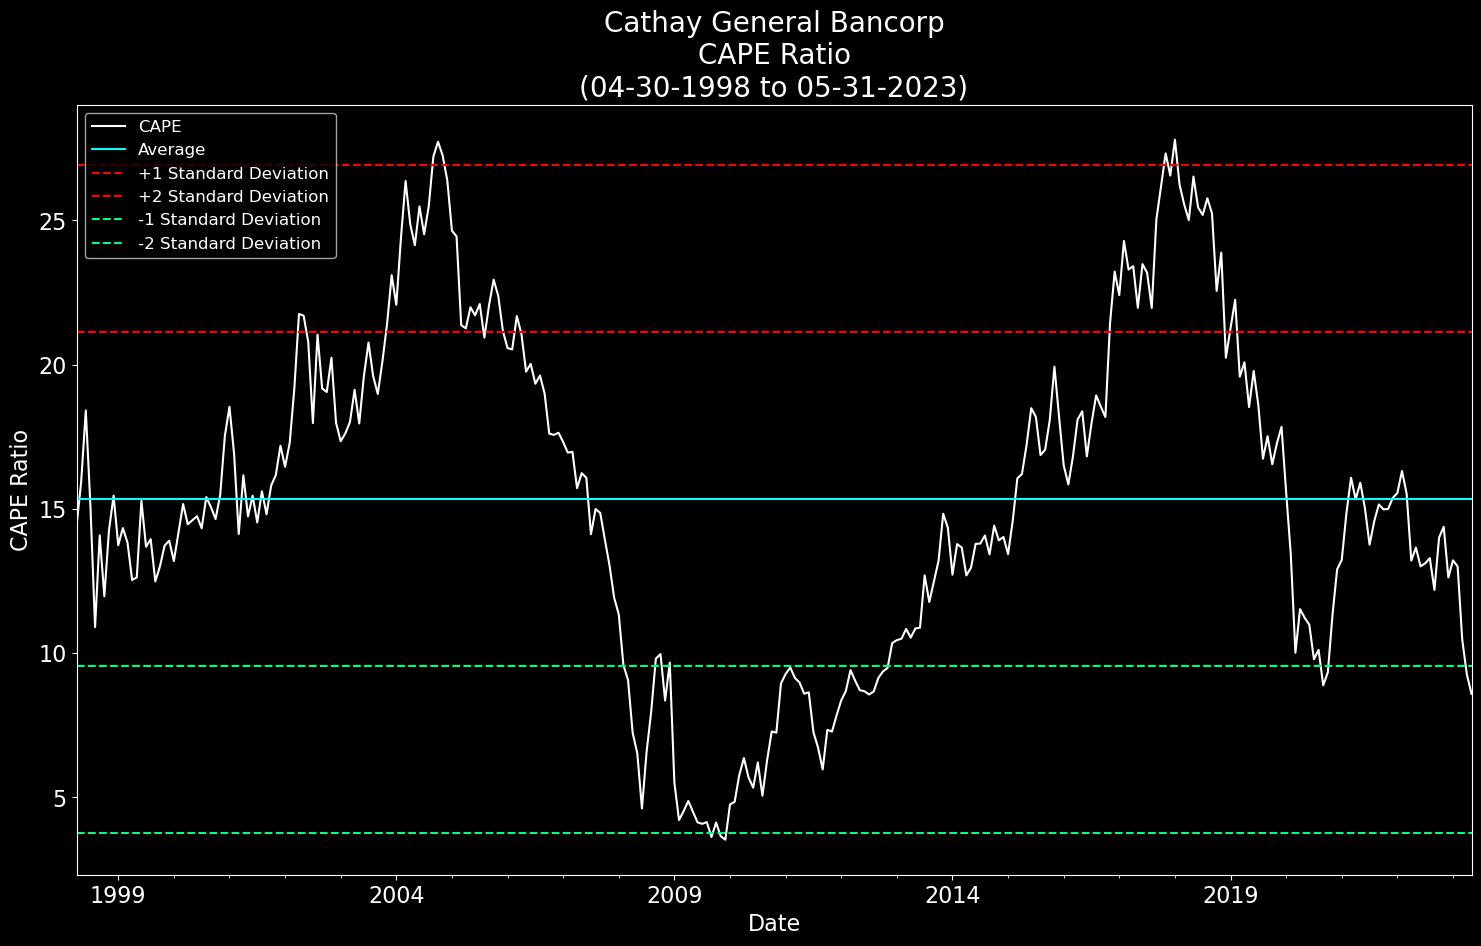 Cathay General Bancorp
CAPE Ratio
(04-30-1998 to 05-31-2023)
CAPE
Average
+1 Standard Deviation
+2 Standard Deviation
-1 Standard Deviation
-2 Standard Deviation
25
20
15
10
5
CAPE Ratio
1999
2004
2009
2014
2019
Date